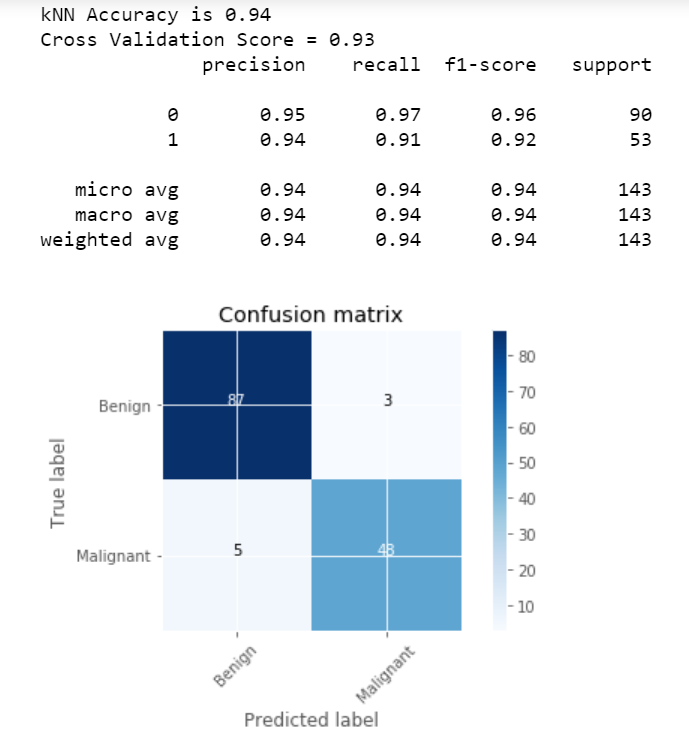 kNN Accuracy is 0.94
Cross Validation Score = 0.93
precision recall f1-score support
0 0.95 0.97 0.96 90
1 0.94 0.91 0.92 53
micro avg 0.94 0.94 0.94 143
macro avg 0.94 0.94 0.94 143
weighted avg 0.94 0.94 0.94 143
Confusion matrix
87 3
5 48
Benign
Malignant
True label
Benign
Malignant
Predicted label
80
70
60
50
40
30
20
10